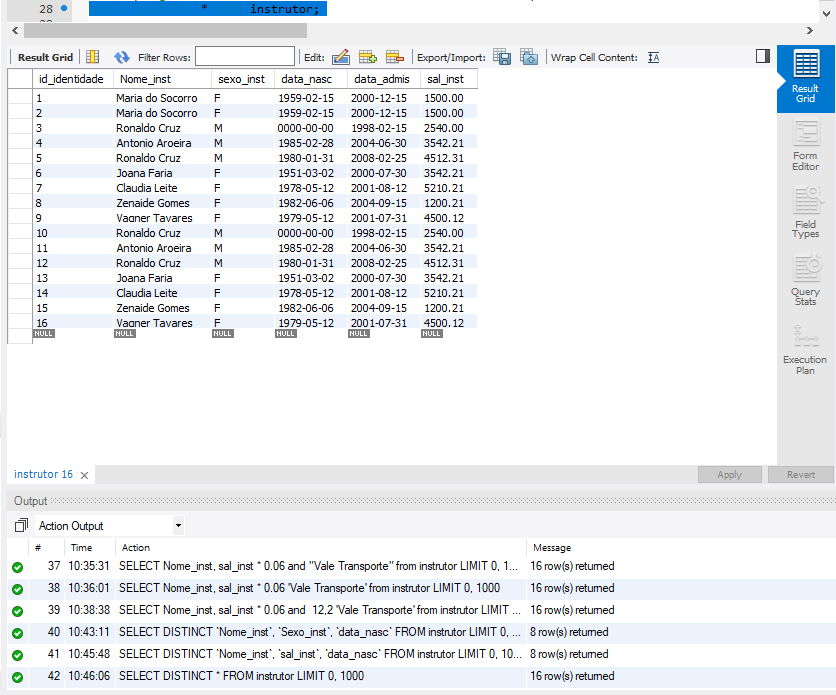 28 * instrutor;
Result Grid Filter Rows: Edit: Export/Import: Wrap Cell Content:
id_identidade Nome_inst sexo_inst data_nasc data_admis sal_inst
1 Maria do Socorro F 1959-02-15 2000-12-15 1500.00
2 Maria do Socorro F 1959-02-15 2000-12-15 1500.00
3 Ronaldo Cruz M 0000-00-00 1998-02-15 2540.00
4 Antonio Aroeira M 1985-02-28 2004-06-30 3542.21
5 Ronaldo Cruz M 1980-01-31 2008-02-25 4512.31
6 Joana Faria F 1951-03-02 2000-07-30 3542.21
7 Claudia Leite F 1978-05-12 2001-08-12 5210.21
8 Zenaide Gomes F 1982-06-06 2004-09-15 1200.21
9 Vagner Tavares F 1979-05-12 2001-07-31 4500.12
10 Ronaldo Cruz M 0000-00-00 1998-02-15 2540.00
11 Antonio Aroeira M 1985-02-28 2004-06-30 3542.21
12 Ronaldo Cruz M 1980-01-31 2008-02-25 4512.31
13 Joana Faria F 1951-03-02 2000-07-30 3542.21
14 Claudia Leite F 1978-05-12 2001-08-12 5210.21
15 Zenaide Gomes F 1982-06-06 2004-09-15 1200.21
16 Vagner Tavares F 1979-05-12 2001-07-31 4500.12
NULL NULL NULL NULL NULL NULL
Result
Grid
Form
Editor
Field
Types
Query
Stats
Execution
Plan
instrutor 16 Apply Revert
Output
Action Output
# Time Action Message
37 10:35:31 SELECT Nome_inst, sal_inst * 0.06 and "Vale Transporte" from instrutor LIMIT 0, 1... 16 row(s) returned
38 10:36:01 SELECT Nome_inst, sal_inst * 0.06 'Vale Transporte' from instrutor LIMIT 0, 1000 16 row(s) returned
39 10:38:38 SELECT Nome_inst, sal_inst * 0.06 and 12,2 'Vale Transporte' from instrutor LIMIT ... 16 row(s) returned
40 10:43:11 SELECT DISTINCT `Nome_inst`, `Sexo_inst`, `data_nasc` FROM instrutor LIMIT 0, ... 8 row(s) returned
41 10:45:48 SELECT DISTINCT `Nome_inst`, `sal_inst`, `data_nasc` FROM instrutor LIMIT 0, 10... 8 row(s) returned
42 10:46:06 SELECT DISTINCT * FROM instrutor LIMIT 0, 1000 16 row(s) returned